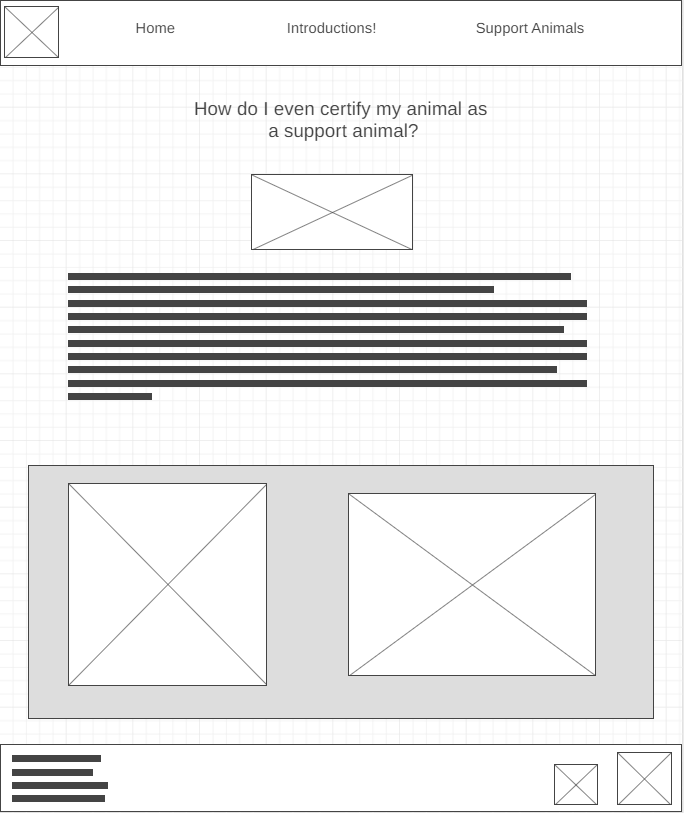 Home Introductions! Support Animals
How do I even certify my animal as
a support animal?